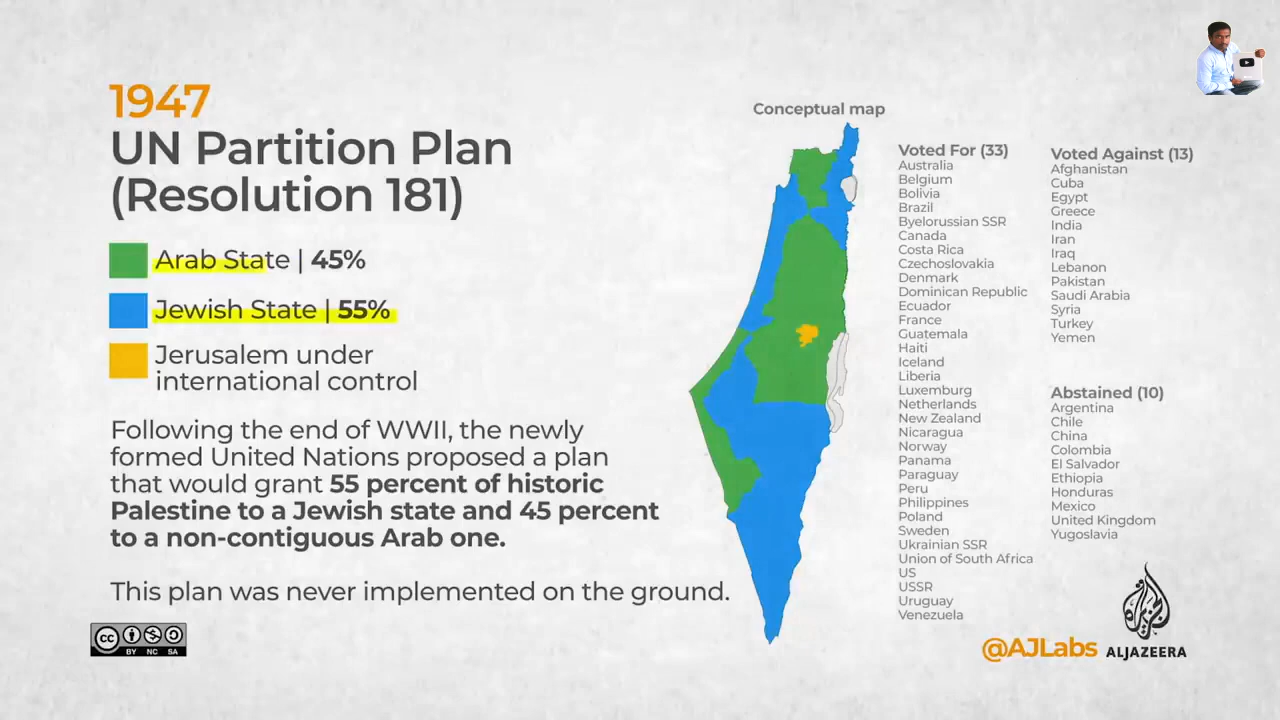 1947
UN Partition Plan
(Resolution 181)
Arab State | 45%
Jewish State | 55%
Jerusalem under
international control
Following the end of WWII, the newly
formed United Nations proposed a plan
that would grant 55 percent of historic
Palestine to a Jewish state and 45 percent
to a non-contiguous Arab one.
This plan was never implemented on the ground.
CC BY NC SA
Conceptual map
Voted For (33)
Australia
Belgium
Bolivia
Brazil
Byelorussian SSR
Canada
Costa Rica
Czechoslovakia
Denmark
Dominican Republic
Ecuador
France
Guatemala
Haiti
Iceland
Liberia
Luxemburg
Netherlands
New Zealand
Nicaragua
Norway
Panama
Paraguay
Peru
Philippines
Poland
Sweden
Ukrainian SSR
Union of South Africa
US
USSR
Uruguay
Venezuela
Voted Against (13)
Afghanistan
Cuba
Egypt
Greece
India
Iran
Iraq
Lebanon
Pakistan
Saudi Arabia
Syria
Turkey
Yemen
Abstained (10)
Argentina
Chile
China
Colombia
El Salvador
Ethiopia
Honduras
Mexico
United Kingdom
Yugoslavia
الجزيرة
@AJLabs ALJAZEERA